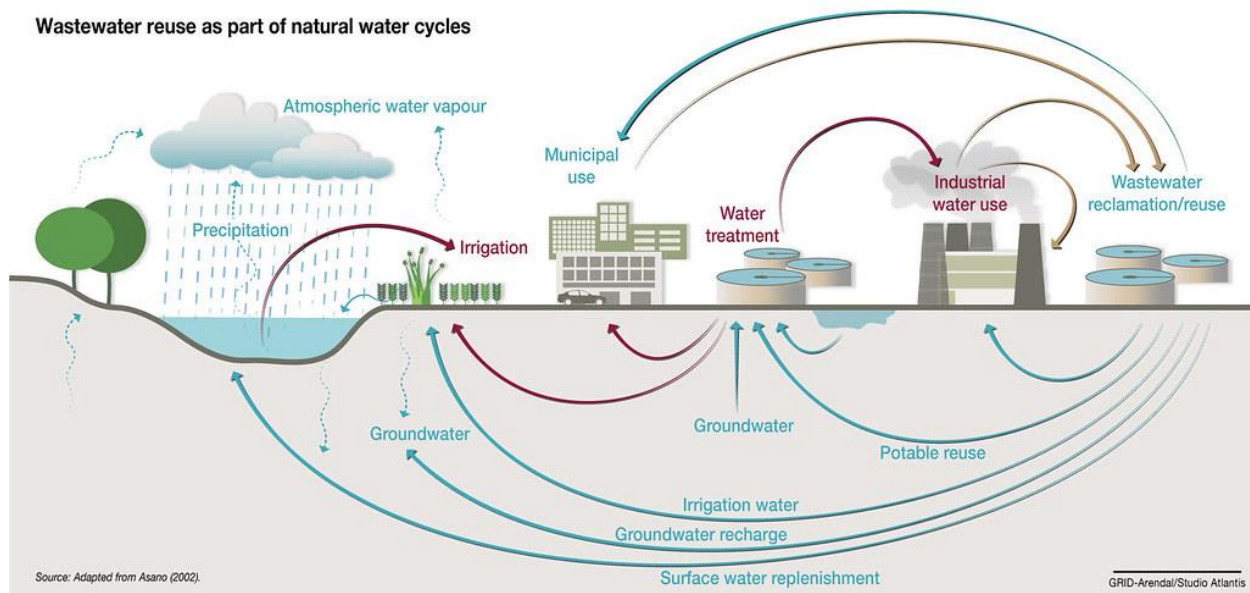 Wastewater reuse as part of natural water cycles
Atmospheric water vapour
Municipal
use
Industrial
water use
Wastewater
reclamation/reuse
Precipitation
Irrigation
Water
treatment
Groundwater
Groundwater
Potable reuse
Irrigation water
Groundwater recharge
Surface water replenishment
Source: Adapted from Asano (2002).
GRID-Arendal/Studio Atlantis